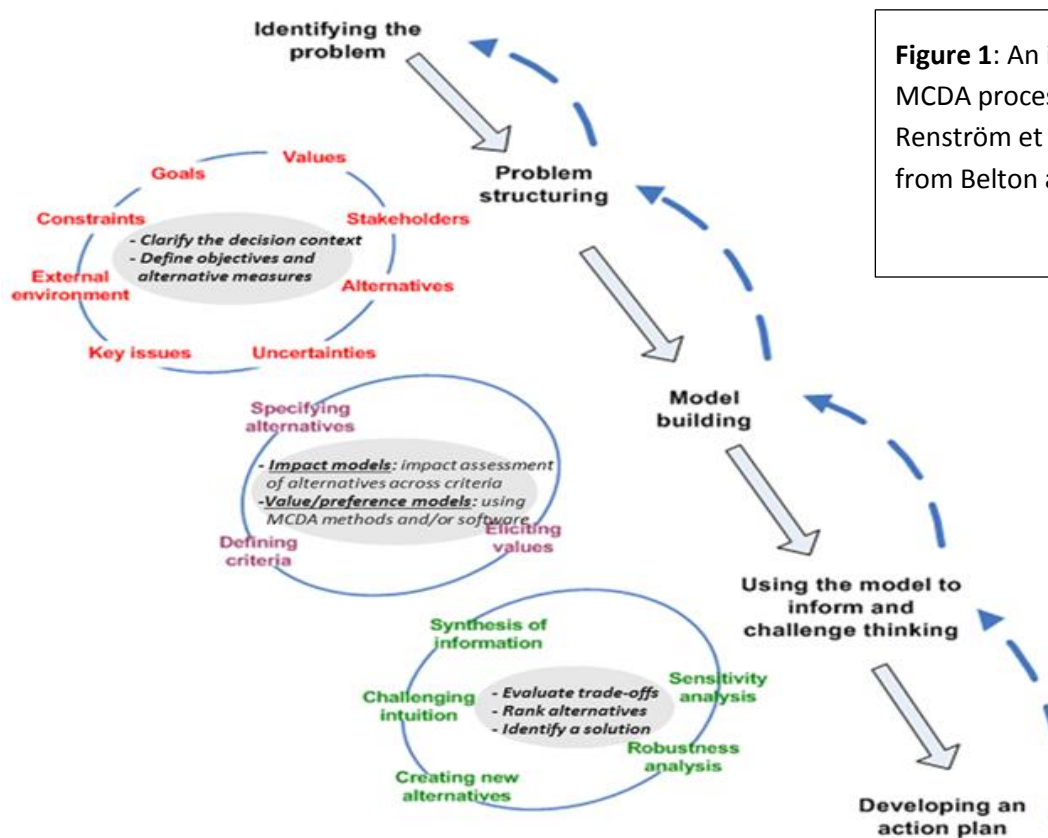 Identifying the
problem
Figure 1: An
MCDA proces
Renström et
from Belton a
Problem
structuring
Values
Goals
Constraints
Stakeholders
- Clarify the decision context
- Define objectives and
alternative measures
External
environment
Alternatives
Key issues
Uncertainties
Model
building
Specifying
alternatives
- Impact models: impact assessment
of alternatives across criteria
-Value/preference models: using
MCDA methods and/or software
Defining
criteria
Eliciting
values
Using the model to
inform and
challenge thinking
Synthesis of
information
Challenging
intuition
- Evaluate trade-offs
- Rank alternatives
- Identify a solution
Sensitivity
analysis
Robustness
analysis
Creating new
alternatives
Developing an
action plan